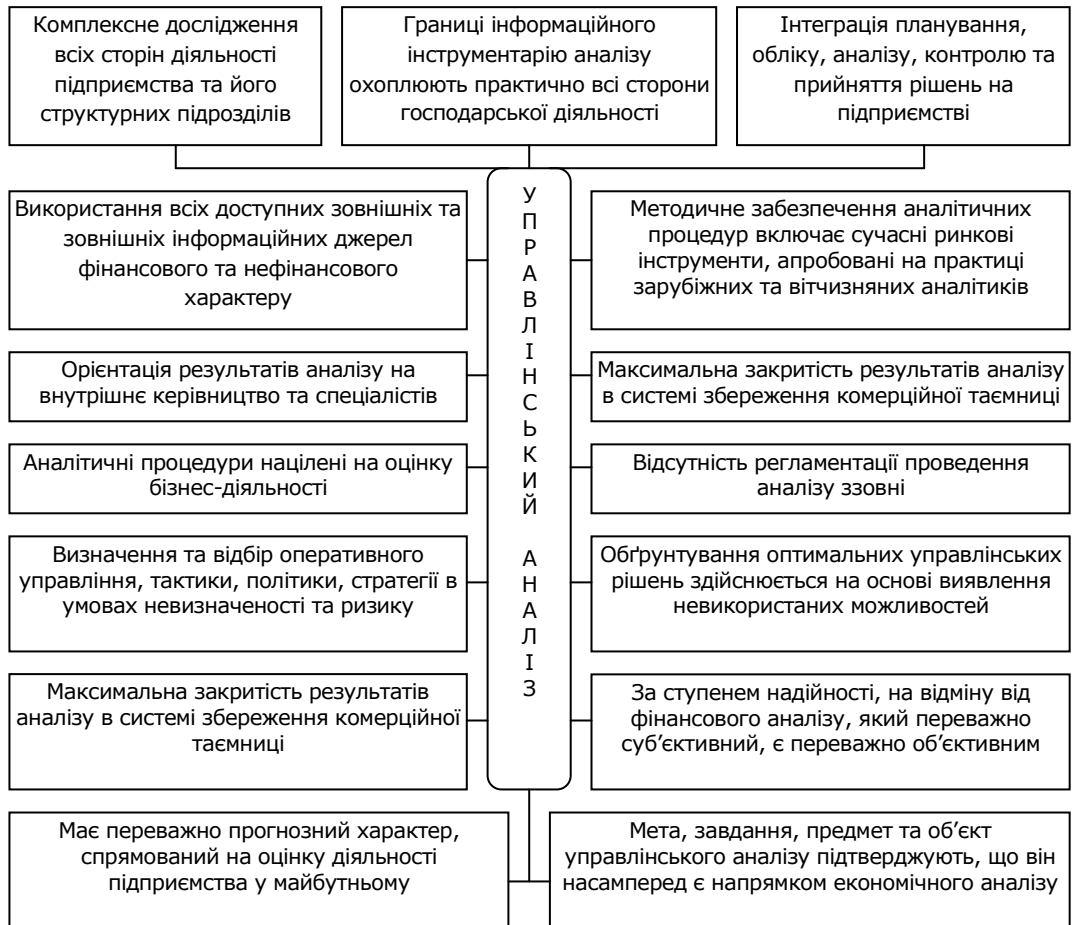 Комплексне дослідження
всіх сторін діяльності
підприємства та його
структурних підрозділів
Границі інформаційного
інструментарію аналізу
охоплюють практично всі сторони
господарської діяльності
Інтеграція планування,
обліку, аналізу, контролю та
прийняття рішень на
підприємстві
УПРАВЛІНСЬКИЙ АНАЛІЗ
Використання всіх доступних зовнішніх та
зовнішніх інформаційних джерел
фінансового та нефінансового
характеру
Методичне забезпечення аналітичних
процедур включає сучасні ринкові
інструменти, апробовані на практиці
зарубіжних та вітчизняних аналітиків
Орієнтація результатів аналізу на
внутрішнє керівництво та спеціалістів
Максимальна закритість результатів аналізу
в системі збереження комерційної таємниці
Аналітичні процедури націлені на оцінку
бізнес-діяльності
Відсутність регламентації проведення
аналізу ззовні
Визначення та відбір оперативного
управління, тактики, політики, стратегії в
умовах невизначеності та ризику
Обґрунтування оптимальних управлінських
рішень здійснюється на основі виявлення
невикористаних можливостей
Максимальна закритість результатів
аналізу в системі збереження комерційної
таємниці
За ступенем надійності, на відміну від
фінансового аналізу, який переважно
суб’єктивний, є переважно об’єктивним
Має переважно прогнозний характер,
спрямований на оцінку діяльності
підприємства у майбутньому
Мета, завдання, предмет та об’єкт
управлінського аналізу підтверджують, що він
насамперед є напрямком економічного аналізу